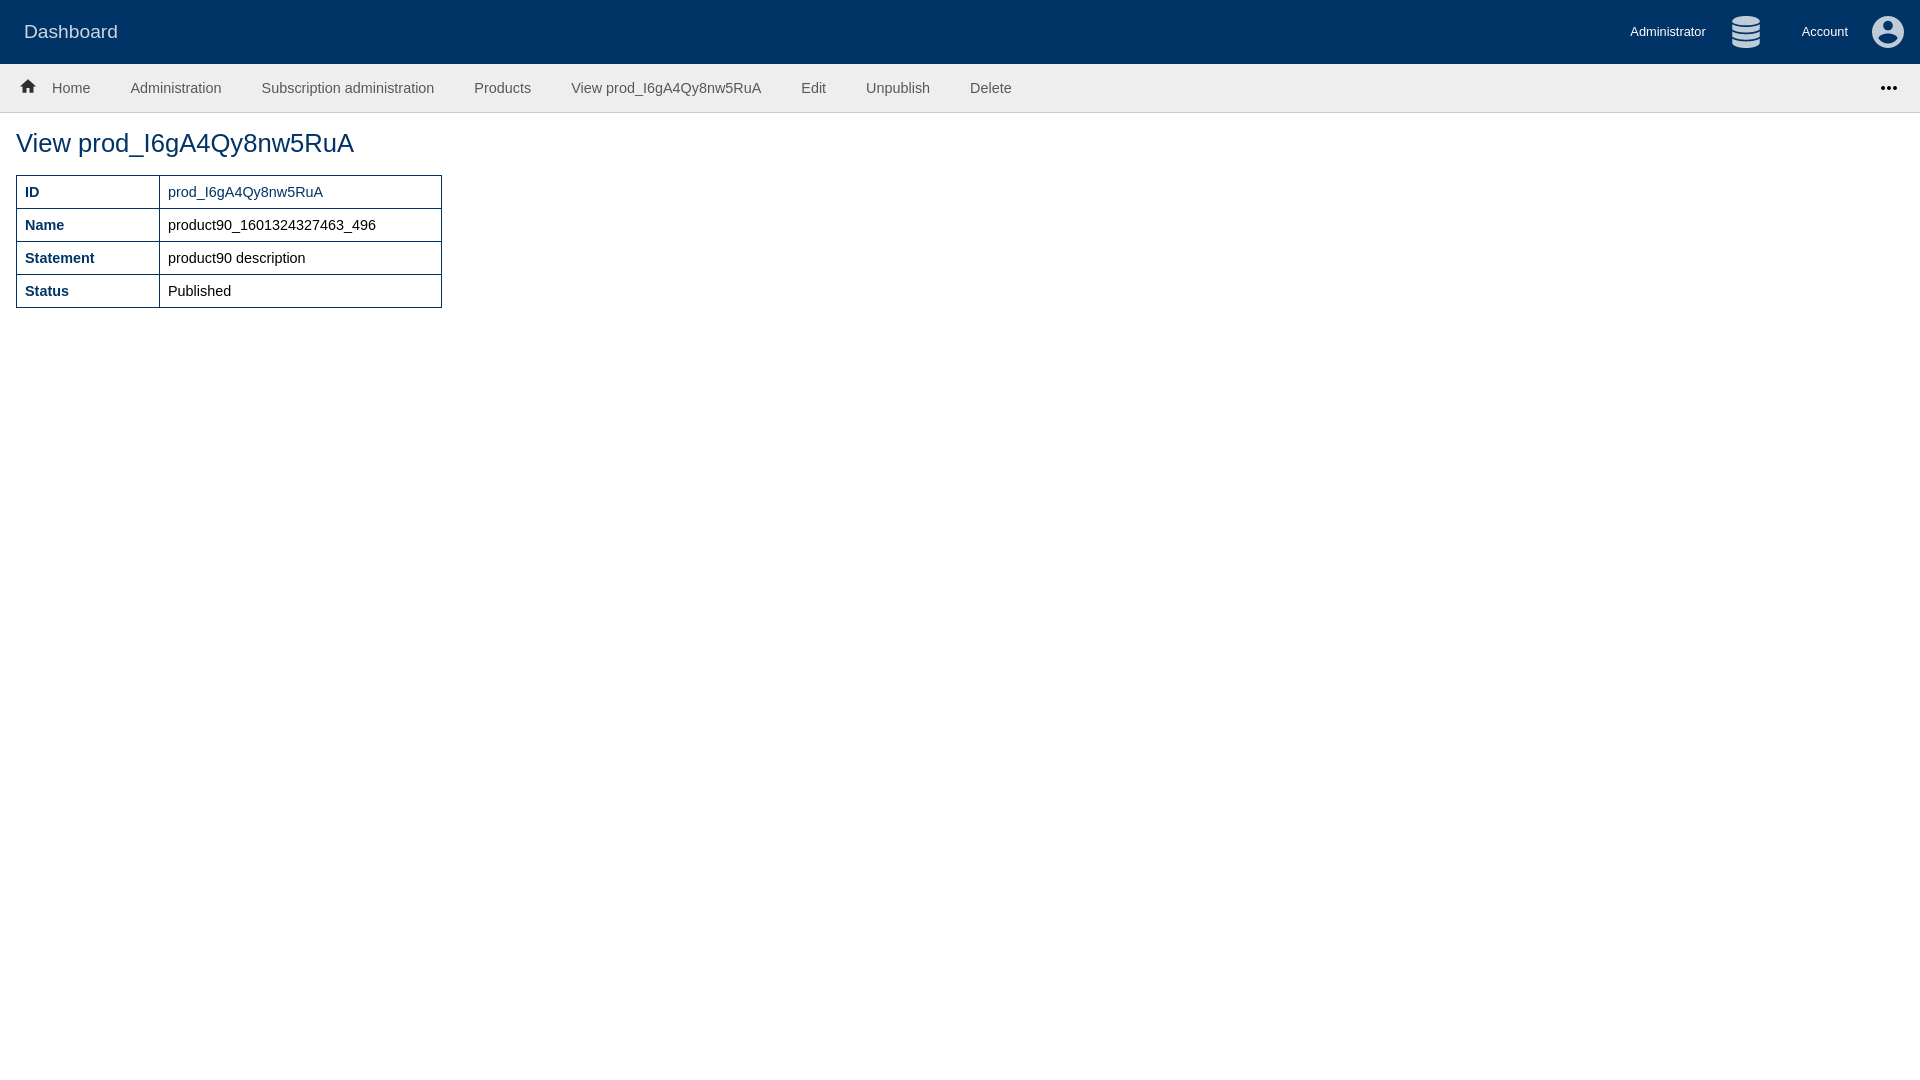 Dashboard
Administrator
Account
Home Administration Subscription administration Products View prod_I6gA4Qy8nw5RuA Edit Unpublish Delete
View prod_I6gA4Qy8nw5RuA
ID prod_I6gA4Qy8nw5RuA
Name product90_1601324327463_496
Statement product90 description
Status Published